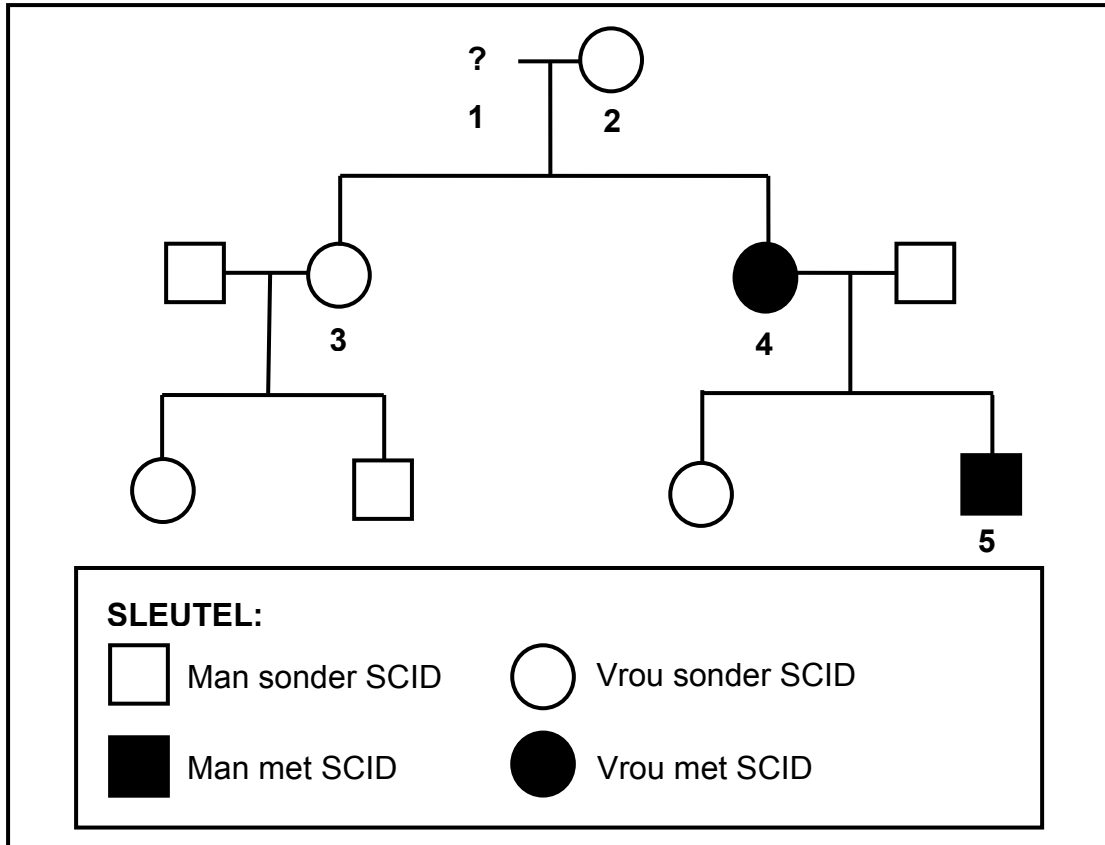 ?
1
2
3
4
5
SLEUTEL:
Man sonder SCID
Vrou sonder SCID
Man met SCID
Vrou met SCID